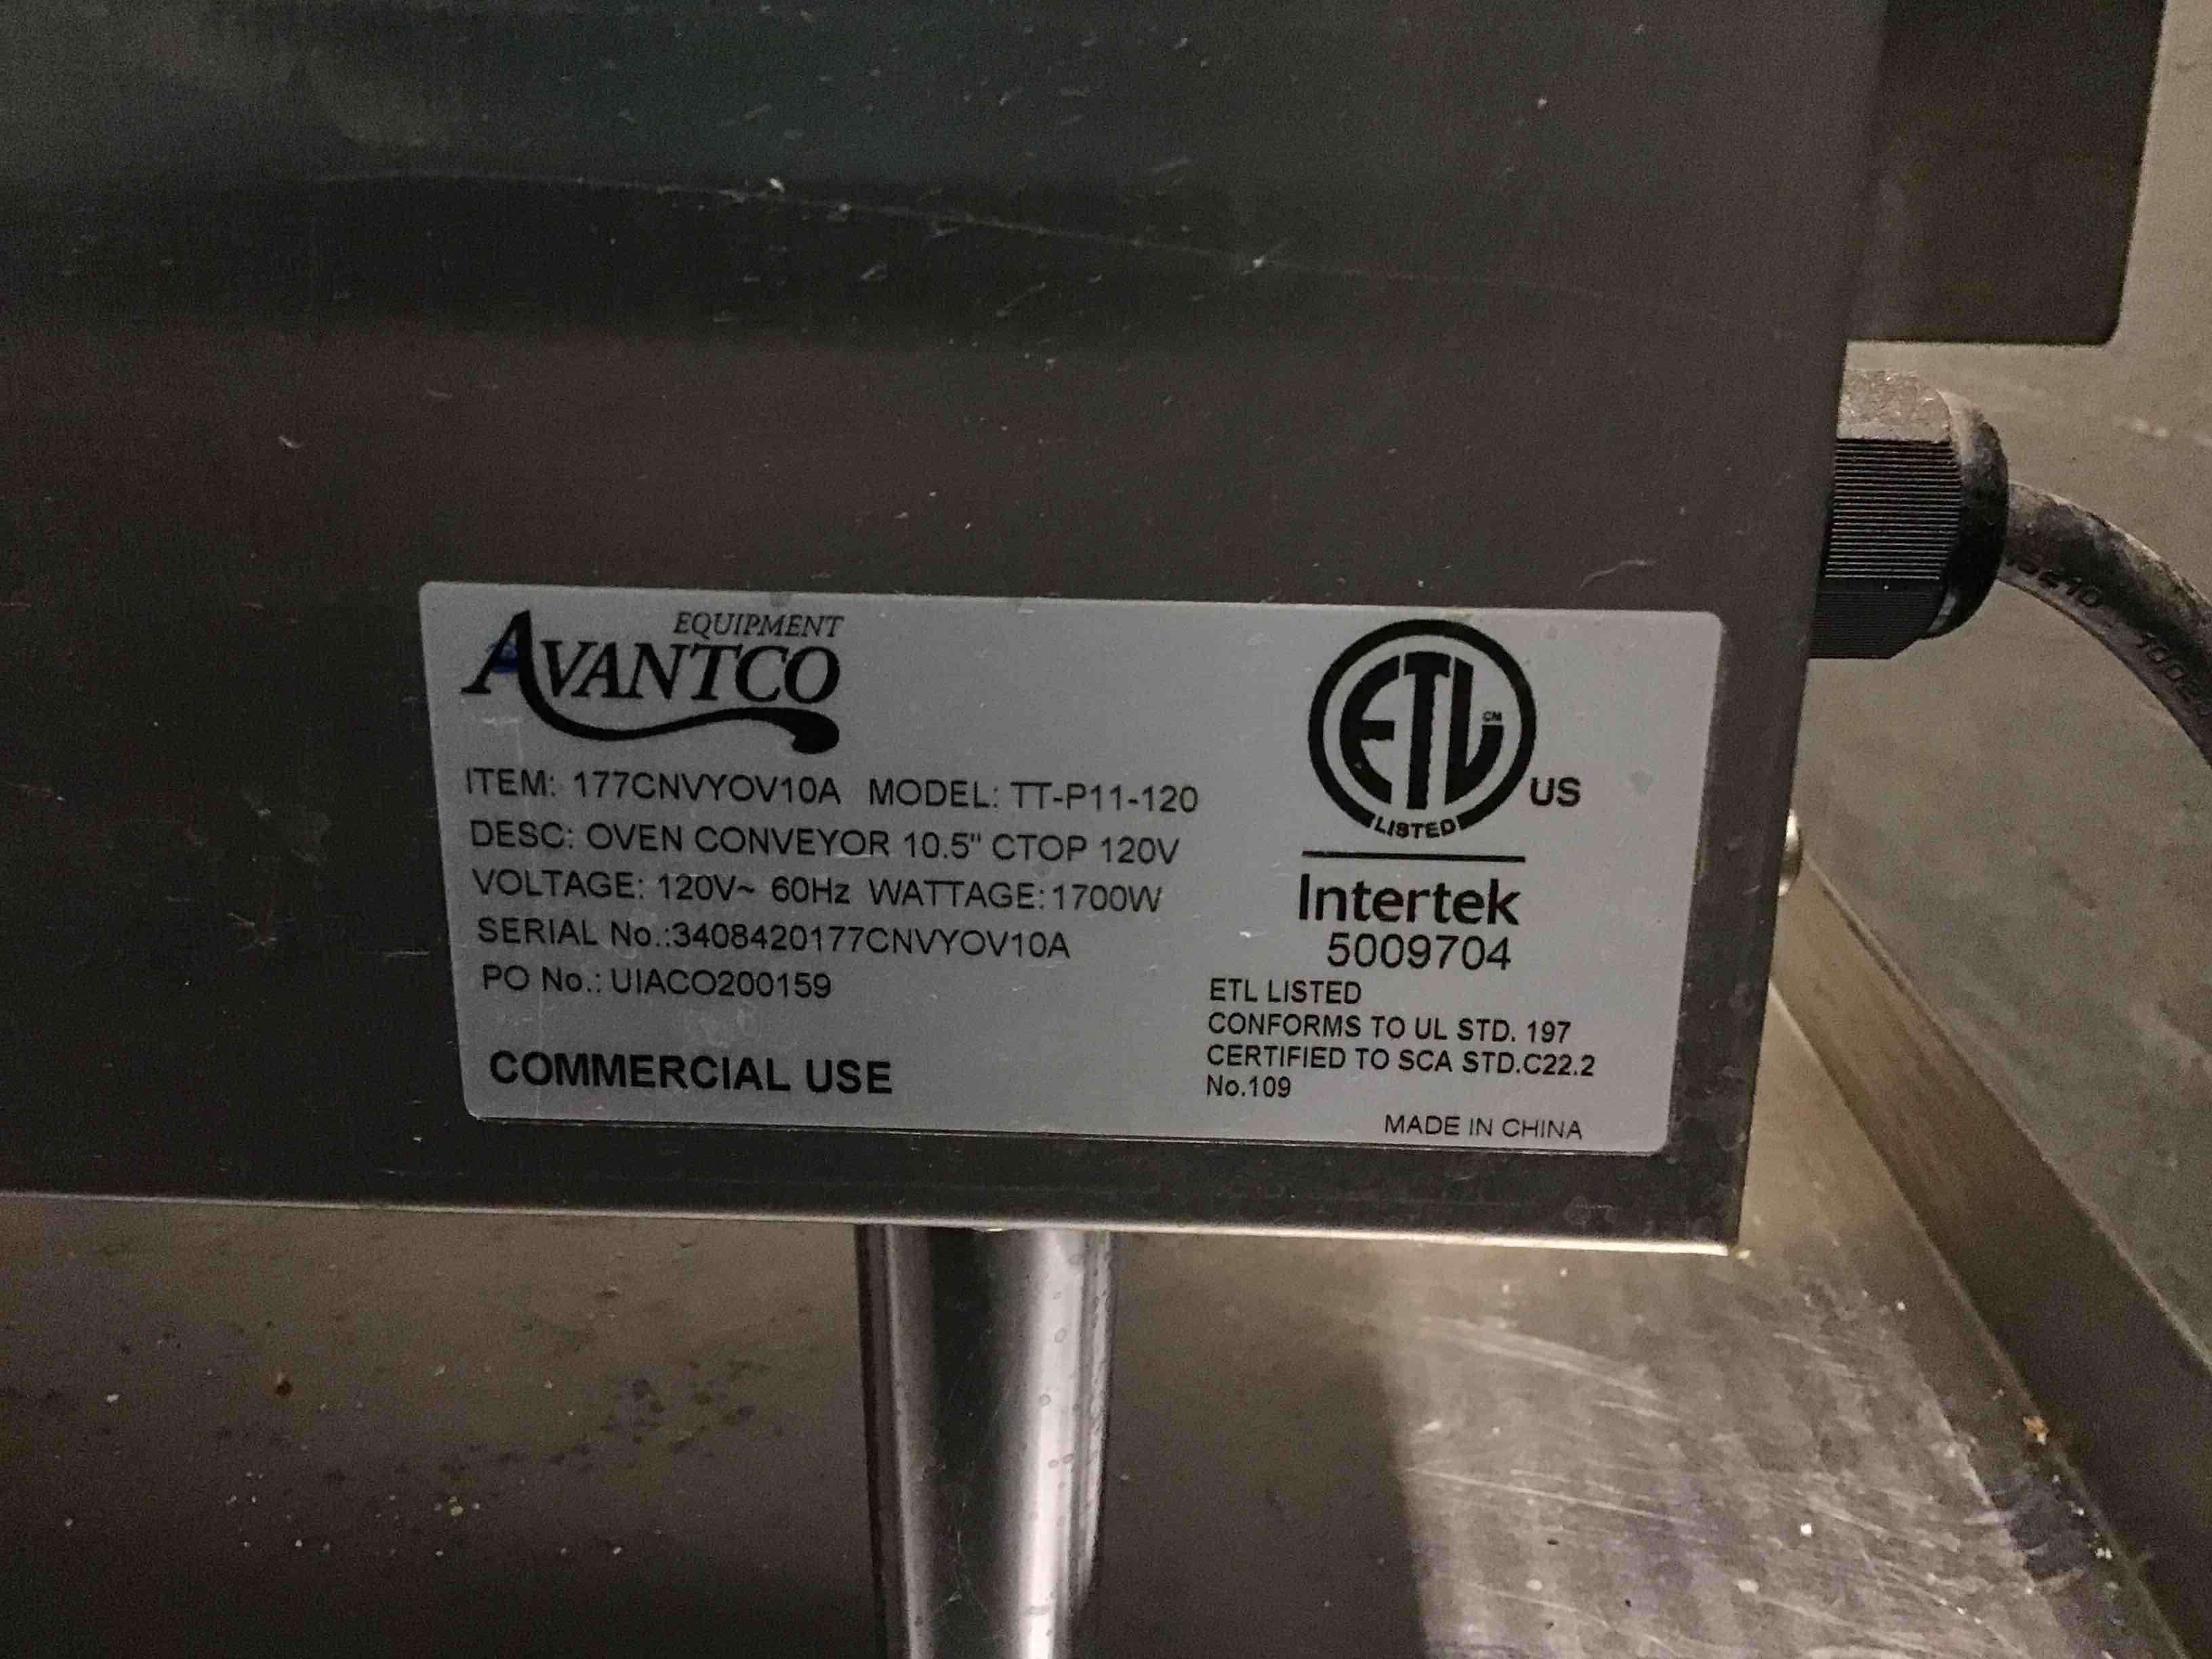 EQUIPMENT
AVANTCO
ITEM: 177CNVYOV10A MODEL: TT-P11-120
DESC: OVEN CONVEYOR 10.5" CTOP 120V
VOLTAGE: 120V~ 60Hz WATTAGE: 1700W
SERIAL No.:3408420177CNVYOV10A
PO No.: UIACO200159
COMMERCIAL USE
ETL CM
LISTED
US
Intertek
5009704
ETL LISTED
CONFORMS TO UL STD. 197
CERTIFIED TO SCA STD.C22.2
No.109
MADE IN CHINA